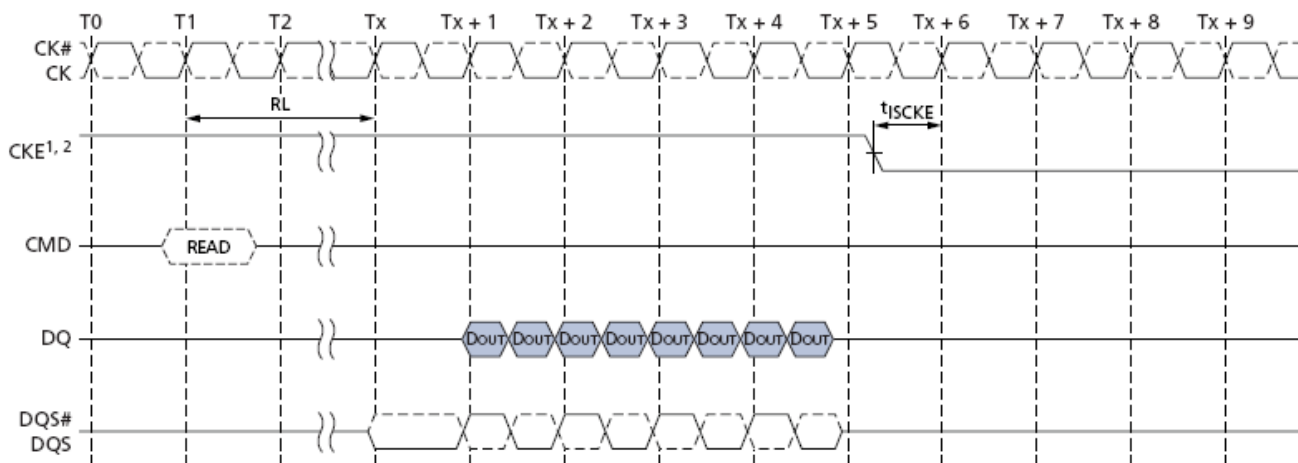 T0 T1 T2 Tx Tx + 1 Tx + 2 Tx + 3 Tx + 4 Tx + 5 Tx + 6 Tx + 7 Tx + 8 Tx + 9
CK#
CK
RL
tISCKE
CKE1, 2
CMD READ
DQ DOUT DOUT DOUT DOUT DOUT DOUT DOUT DOUT
DQS#
DQS